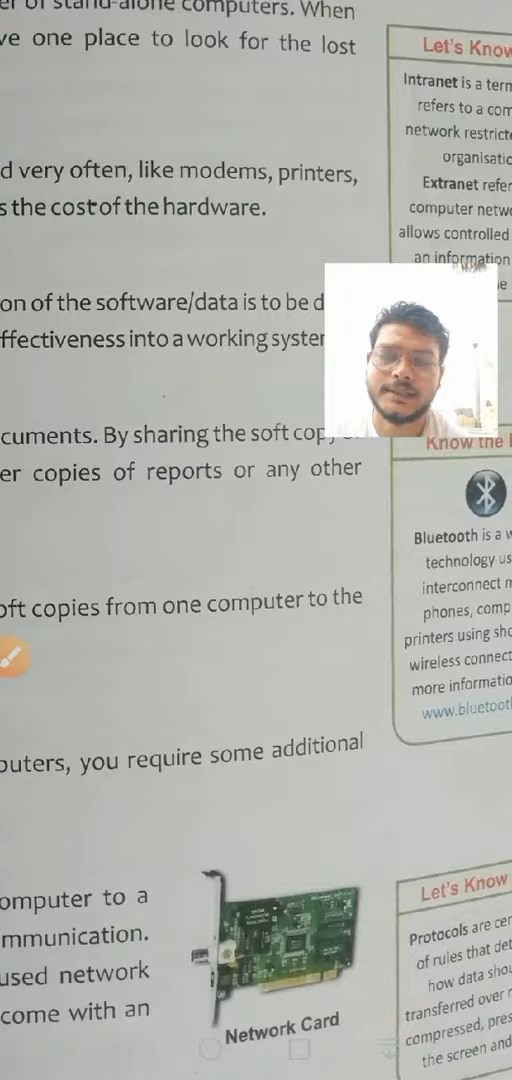 er of stand-alone computers. When
ve one place to look for the lost
d very often, like modems, printers,
s the cost of the hardware.
on of the software/data is to be d
ffectiveness into a working syster
cuments. By sharing the soft cop
er copies of reports or any other
oft copies from one computer to the
puters, you require some additional
omputer to a
mmunication.
used network
come with an
Network Card
Let's Know
Intranet is a term
refers to a com
network restricte
organisatio
Extranet refer
computer netwo
allows controlled
an information
Know the
Bluetooth is a w
technology us
interconnect m
phones, comp
printers using sho
wireless connect
more informatio
www.bluetoot
Let's Know
Protocols are cer
of rules that det
how data shou
transferred over
compressed, pres
the screen and